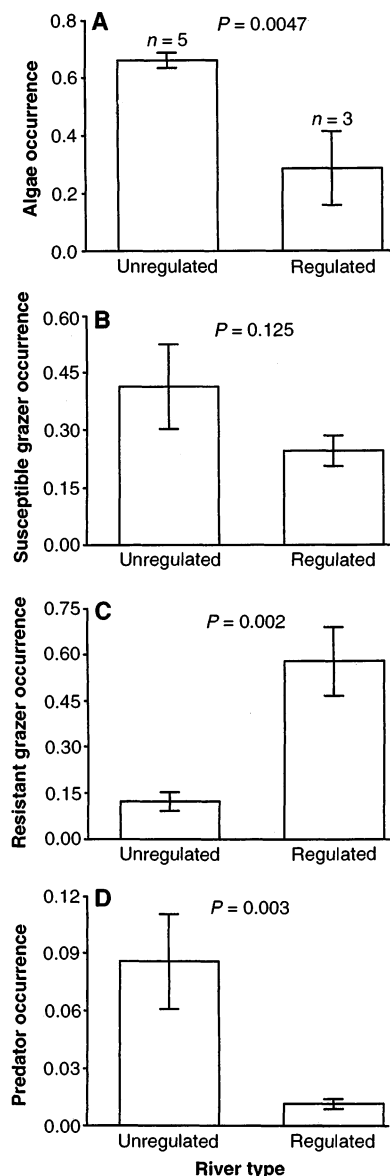 A
P = 0.0047
n = 5
n = 3
Algae occurrence
0.8
0.6
0.4
0.2
0.0
Unregulated Regulated
B
P = 0.125
Susceptible grazer occurrence
0.60
0.45
0.30
0.15
0.00
Unregulated Regulated
C
P = 0.002
Resistant grazer occurrence
0.75
0.60
0.45
0.30
0.15
0.00
Unregulated Regulated
D
P = 0.003
Predator occurrence
0.12
0.09
0.06
0.03
0.00
Unregulated Regulated
River type